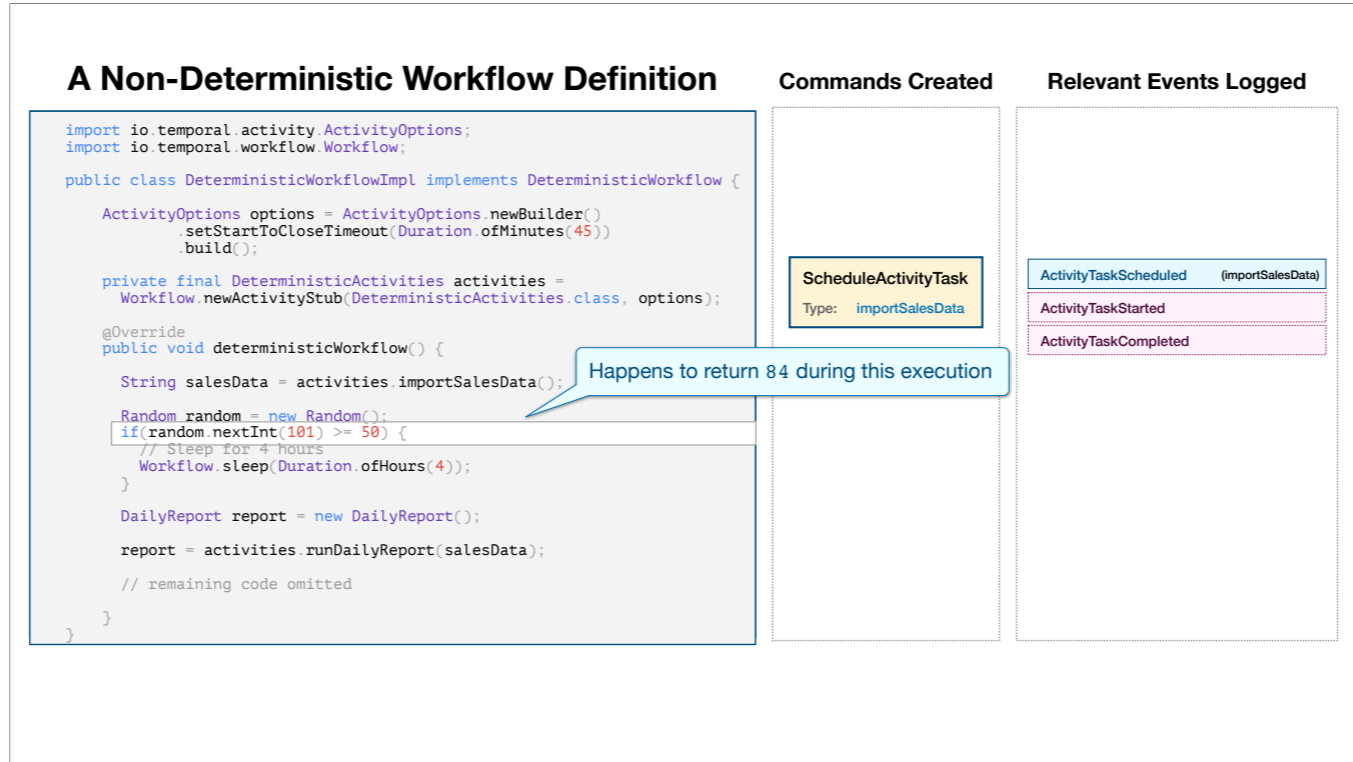 A Non-Deterministic Workflow Definition
Commands Created
Relevant Events Logged
import io.temporal.activity.ActivityOptions;
import io.temporal.workflow.Workflow;
public class DeterministicWorkflowImpl implements DeterministicWorkflow {
ActivityOptions options = ActivityOptions.newBuilder()
.setStartToCloseTimeout(Duration.ofMinutes(45))
.build();
private final DeterministicActivities activities =
Workflow.newActivityStub(DeterministicActivities.class, options);
@Override
public void deterministicWorkflow() {
String salesData = activities.importSalesData();
Random random = new Random();
if(random.nextInt(101) >= 50) {
// Sleep for 4 hours
Workflow.sleep(Duration.ofHours(4));
}
DailyReport report = new DailyReport();
report = activities.runDailyReport(salesData);
// remaining code omitted
}
}
Happens to return 84 during this execution
ScheduleActivityTask
Type: importSalesData
ActivityTaskScheduled (importSalesData)
ActivityTaskStarted
ActivityTaskCompleted